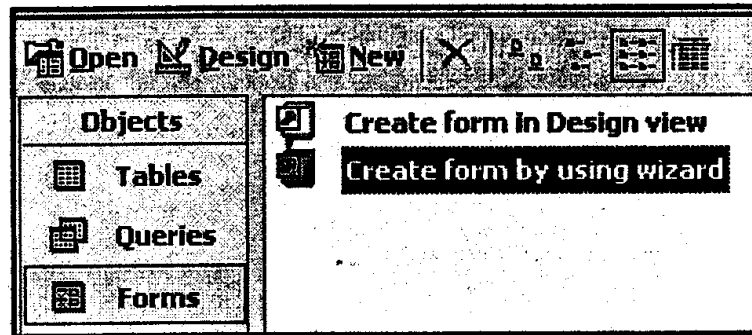 Open Design New
Objects
Tables
Queries
Forms
Create form in Design view
Create form by using wizard